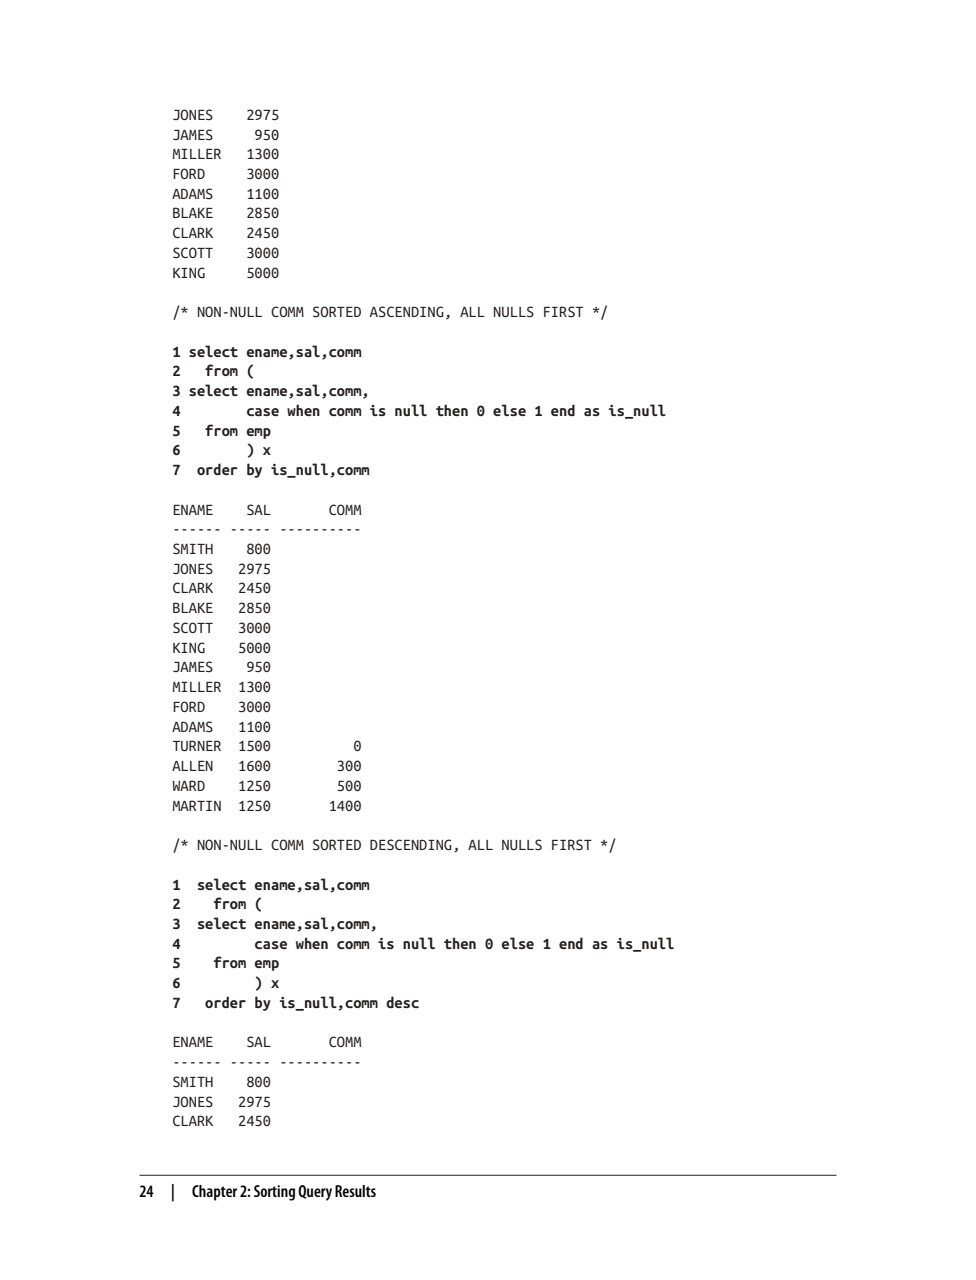 JONES    2975
JAMES     950
MILLER   1300
FORD     3000
ADAMS    1100
BLAKE    2850
CLARK    2450
SCOTT    3000
KING     5000
/* NON-NULL COMM SORTED ASCENDING, ALL NULLS FIRST */
1 select ename,sal,comm
2   from (
3 select ename,sal,comm,
4        case when comm is null then 0 else 1 end as is_null
5   from emp
6        ) x
7  order by is_null,comm
ENAME    SAL       COMM
------ ----- ----------
SMITH    800
JONES   2975
CLARK   2450
BLAKE   2850
SCOTT   3000
KING    5000
JAMES    950
MILLER  1300
FORD    3000
ADAMS   1100
TURNER  1500          0
ALLEN   1600        300
WARD    1250        500
MARTIN  1250       1400
/* NON-NULL COMM SORTED DESCENDING, ALL NULLS FIRST */
1  select ename,sal,comm
2    from (
3  select ename,sal,comm,
4         case when comm is null then 0 else 1 end as is_null
5    from emp
6         ) x
7   order by is_null,comm desc
ENAME    SAL       COMM
------ ----- ----------
SMITH    800
JONES   2975
CLARK   2450
24 | Chapter 2: Sorting Query Results